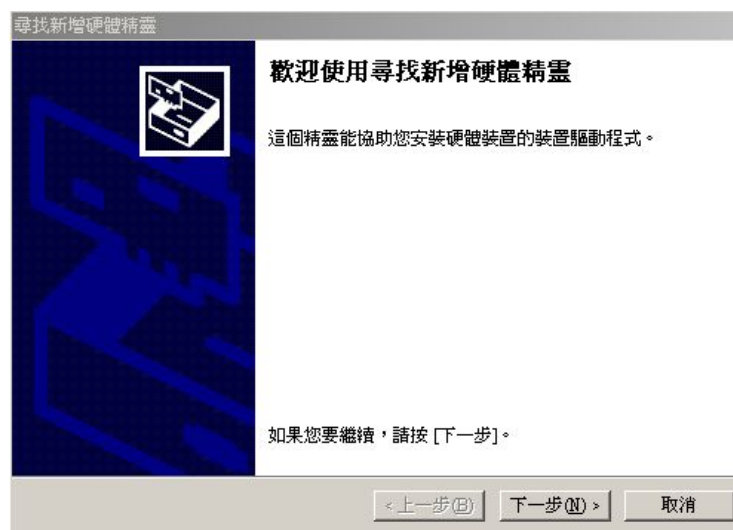 尋找新增硬體精靈
歡迎使用尋找新增硬體精靈
這個精靈能協助您安裝硬體裝置的裝置驅動程式。
如果您要繼續，請按 [下一步]。
<上一步(B) 下一步(N)> 取消